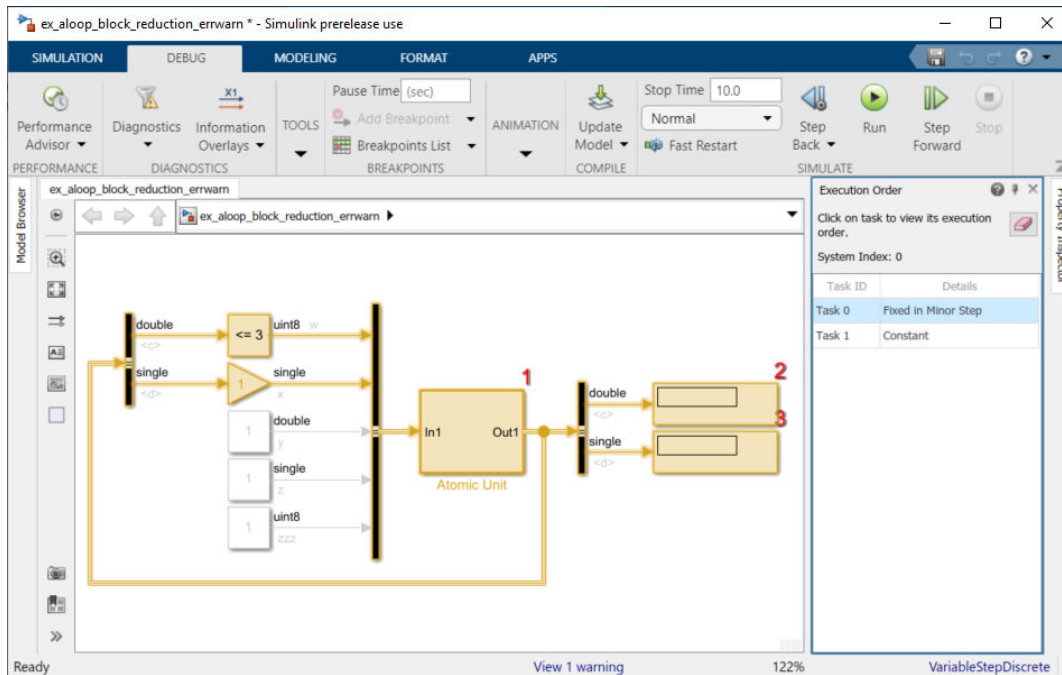 ex_aloop_block_reduction_errwarn * - Simulink prerelease use
SIMULATION DEBUG MODELING FORMAT APPS
Performance Advisor
PERFORMANCE
Diagnostics
Information Overlays
DIAGNOSTICS
TOOLS
Pause Time (sec)
Add Breakpoint
Breakpoints List
BREAKPOINTS
ANIMATION
Update Model
COMPILE
Stop Time 10.0
Normal
Fast Restart
Step Back
Run
Step Forward
Stop
SIMULATE
Model Browser
ex_aloop_block_reduction_errwarn
ex_aloop_block_reduction_errwarn
double
<c>
<= 3
uint8 w
single
<d>
1
single
x
1
double
y
1
single
z
1
uint8
zzz
In1 Out1
1
Atomic Unit
double
<c>
2
single
<d>
3
Execution Order
Click on task to view its execution
order.
System Index: 0
Task ID Details
Task 0 Fixed in Minor Step
Task 1 Constant
Property Inspector
Ready View 1 warning 122% VariableStepDiscrete